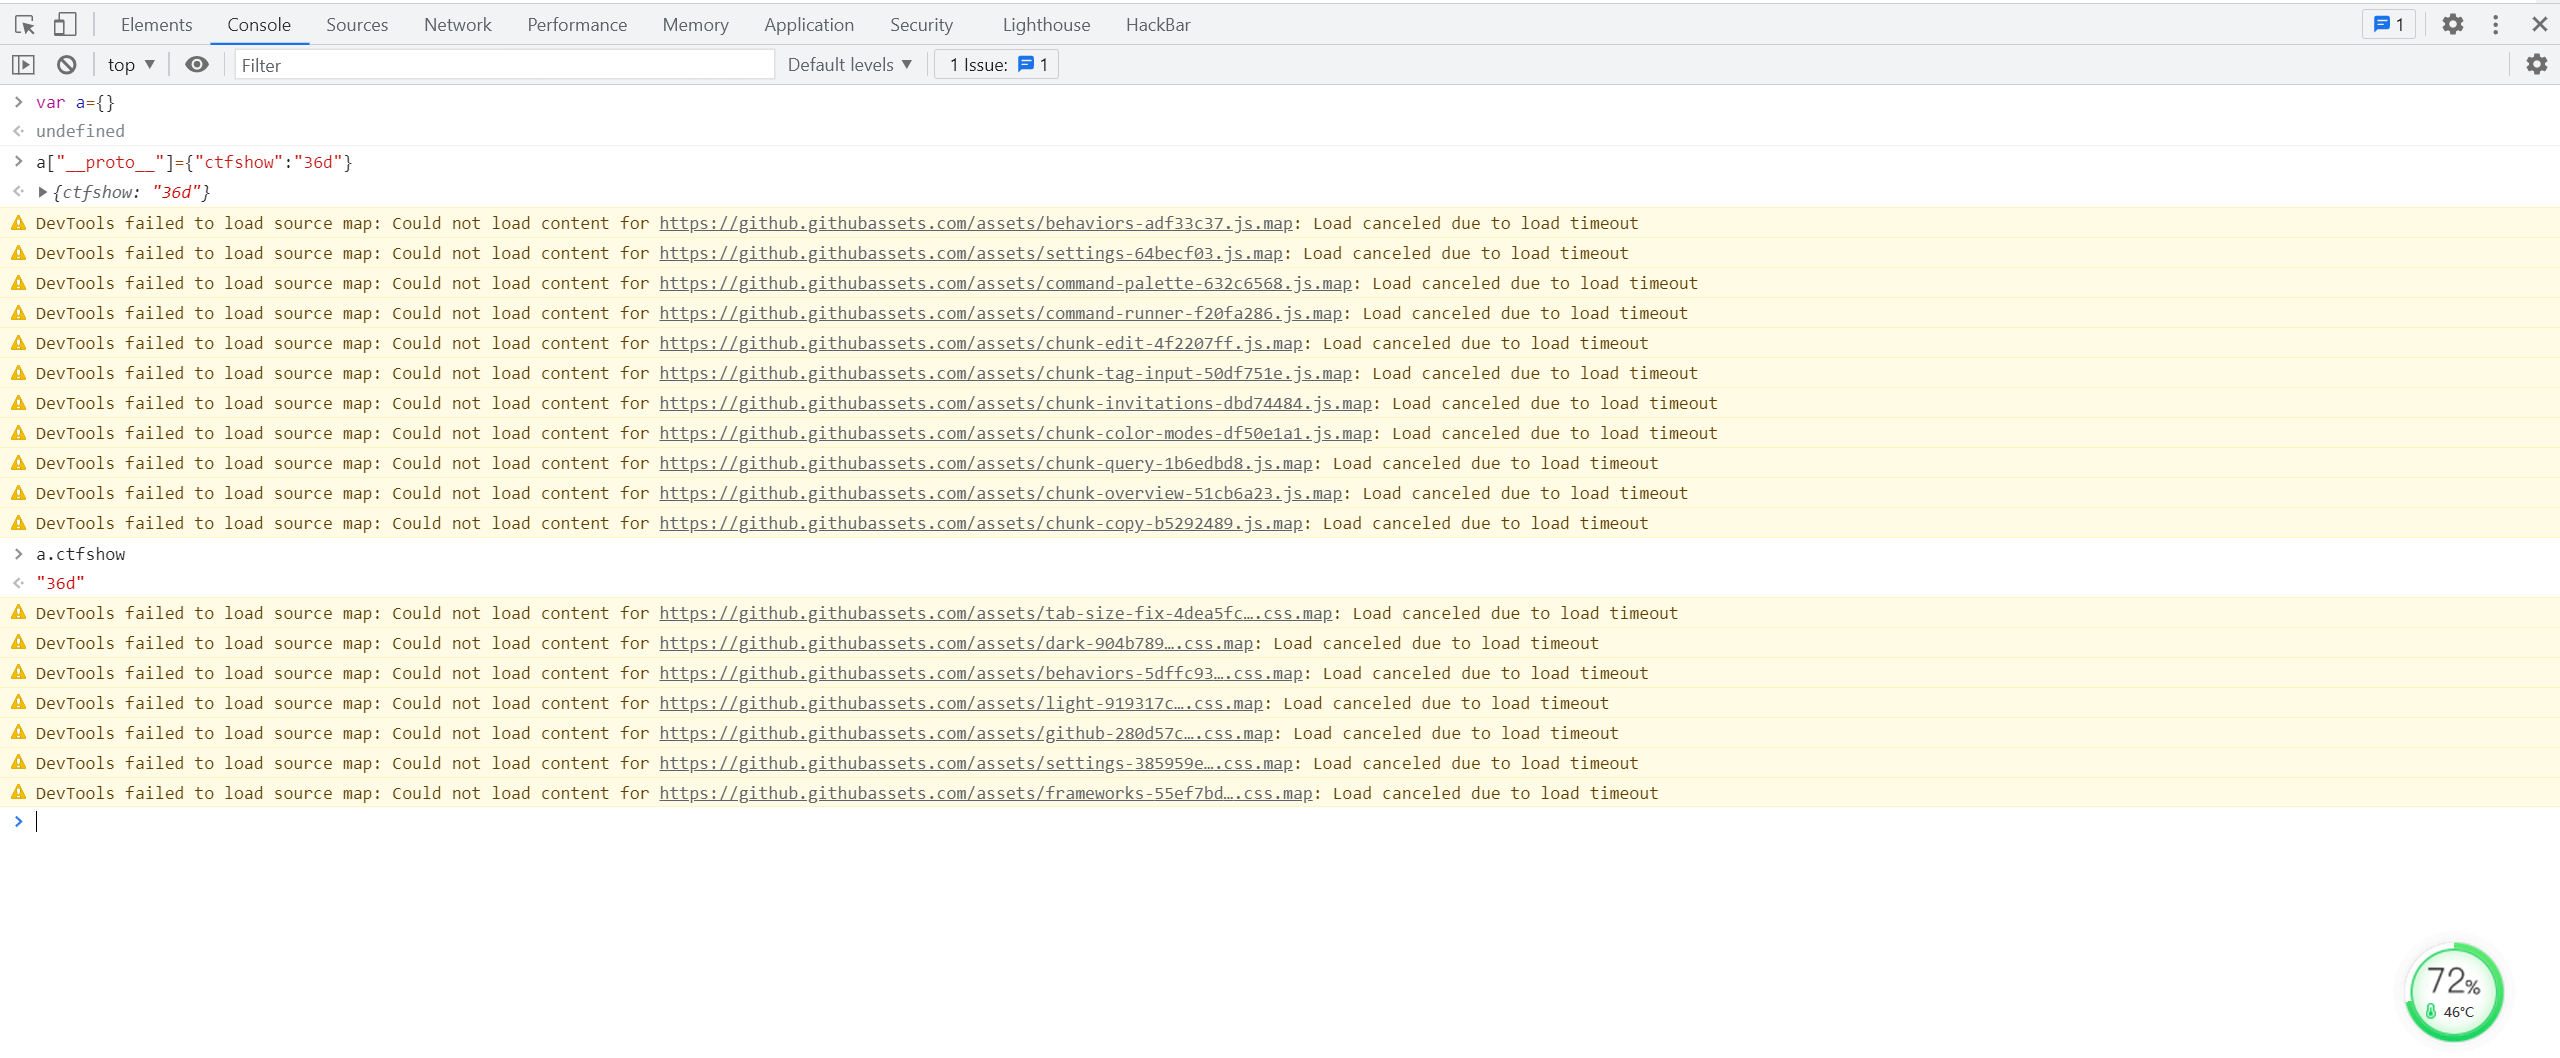 Elements Console Sources Network Performance Memory Application Security Lighthouse HackBar 1
top Filter Default levels 1 Issue: 1
var a={}
undefined
a["__proto__"]={"ctfshow":"36d"}
{ctfshow: "36d"}
DevTools failed to load source map: Could not load content for https://github.githubassets.com/assets/behaviors-adf33c37.js.map: Load canceled due to load timeout
DevTools failed to load source map: Could not load content for https://github.githubassets.com/assets/settings-64becf03.js.map: Load canceled due to load timeout
DevTools failed to load source map: Could not load content for https://github.githubassets.com/assets/command-palette-632c6568.js.map: Load canceled due to load timeout
DevTools failed to load source map: Could not load content for https://github.githubassets.com/assets/command-runner-f20fa286.js.map: Load canceled due to load timeout
DevTools failed to load source map: Could not load content for https://github.githubassets.com/assets/chunk-edit-4f2207ff.js.map: Load canceled due to load timeout
DevTools failed to load source map: Could not load content for https://github.githubassets.com/assets/chunk-tag-input-50df751e.js.map: Load canceled due to load timeout
DevTools failed to load source map: Could not load content for https://github.githubassets.com/assets/chunk-invitations-dbd74484.js.map: Load canceled due to load timeout
DevTools failed to load source map: Could not load content for https://github.githubassets.com/assets/chunk-color-modes-df50e1a1.js.map: Load canceled due to load timeout
DevTools failed to load source map: Could not load content for https://github.githubassets.com/assets/chunk-query-1b6edbd8.js.map: Load canceled due to load timeout
DevTools failed to load source map: Could not load content for https://github.githubassets.com/assets/chunk-overview-51cb6a23.js.map: Load canceled due to load timeout
DevTools failed to load source map: Could not load content for https://github.githubassets.com/assets/chunk-copy-b5292489.js.map: Load canceled due to load timeout
a.ctfshow
"36d"
DevTools failed to load source map: Could not load content for https://github.githubassets.com/assets/tab-size-fix-4dea5fc….css.map: Load canceled due to load timeout
DevTools failed to load source map: Could not load content for https://github.githubassets.com/assets/dark-904b789….css.map: Load canceled due to load timeout
DevTools failed to load source map: Could not load content for https://github.githubassets.com/assets/behaviors-5dffc93….css.map: Load canceled due to load timeout
DevTools failed to load source map: Could not load content for https://github.githubassets.com/assets/light-919317c….css.map: Load canceled due to load timeout
DevTools failed to load source map: Could not load content for https://github.githubassets.com/assets/github-280d57c….css.map: Load canceled due to load timeout
DevTools failed to load source map: Could not load content for https://github.githubassets.com/assets/settings-385959e….css.map: Load canceled due to load timeout
DevTools failed to load source map: Could not load content for https://github.githubassets.com/assets/frameworks-55ef7bd….css.map: Load canceled due to load timeout
72%
46°C